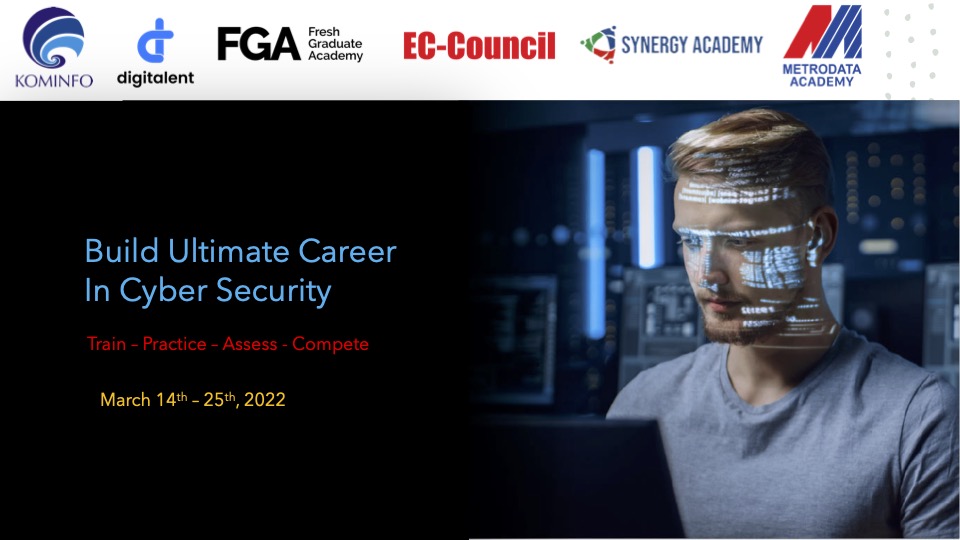 KOMINFO
digitalent
FGA
Fresh
Graduate
Academy
EC-Council
SYNERGY ACADEMY
METRODATA
ACADEMY
Build Ultimate Career
In Cyber Security
Train – Practice – Assess - Compete
March 14th – 25th, 2022